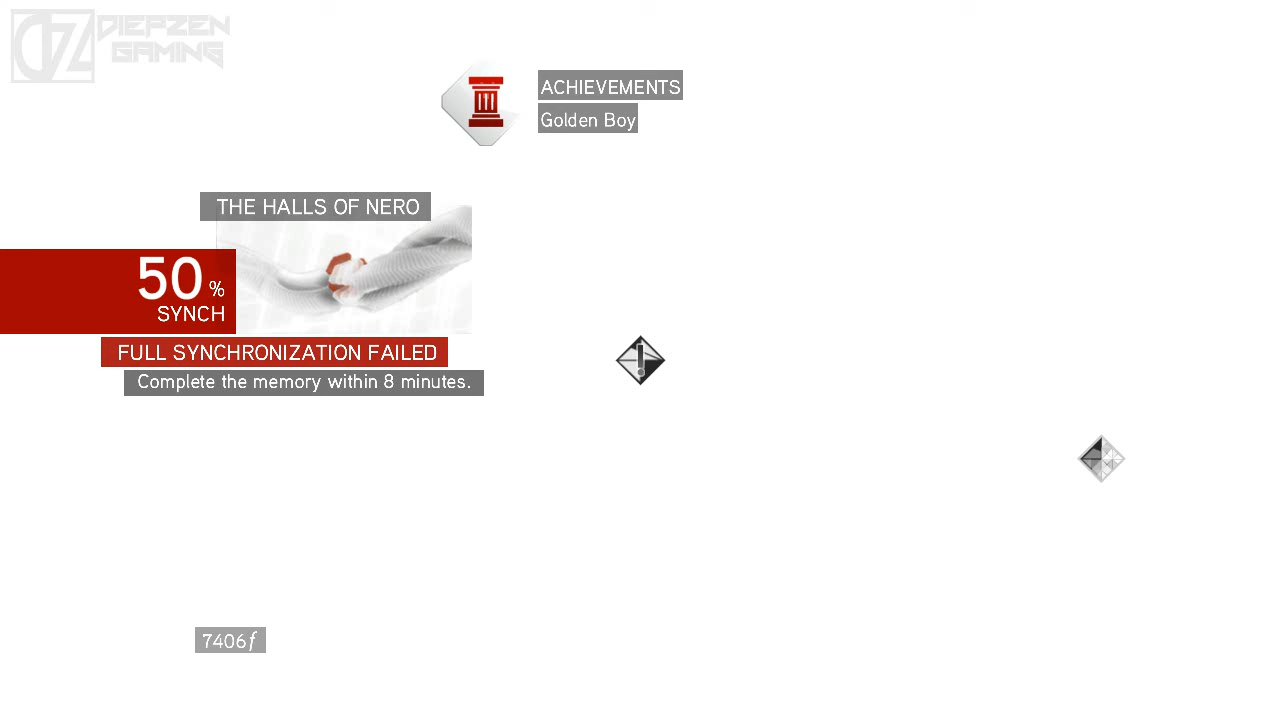 DIEPZEN
GAMING
ACHIEVEMENTS
Golden Boy
THE HALLS OF NERO
50 %
SYNCH
FULL SYNCHRONIZATION FAILED
Complete the memory within 8 minutes.
7406ƒ